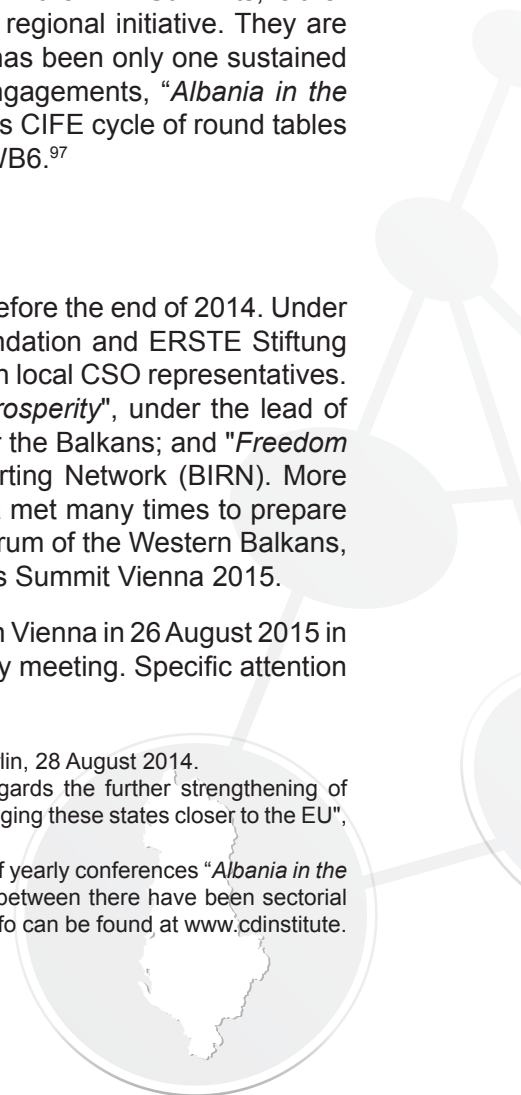 regional initiative. They are
has been only one sustained
ngagements, “Albania in the
s CIFE cycle of round tables
WB6.97
efore the end of 2014. Under
ndation and ERSTE Stiftung
n local CSO representatives.
rosperity", under the lead of
r the Balkans; and "Freedom
rting Network (BIRN). More
met many times to prepare
rum of the Western Balkans,
s Summit Vienna 2015.
n Vienna in 26 August 2015 in
y meeting. Specific attention
lin, 28 August 2014.
gards the further strengthening of
ging these states closer to the EU",
f yearly conferences “Albania in the
between there have been sectorial
fo can be found at www.cdinstitute.